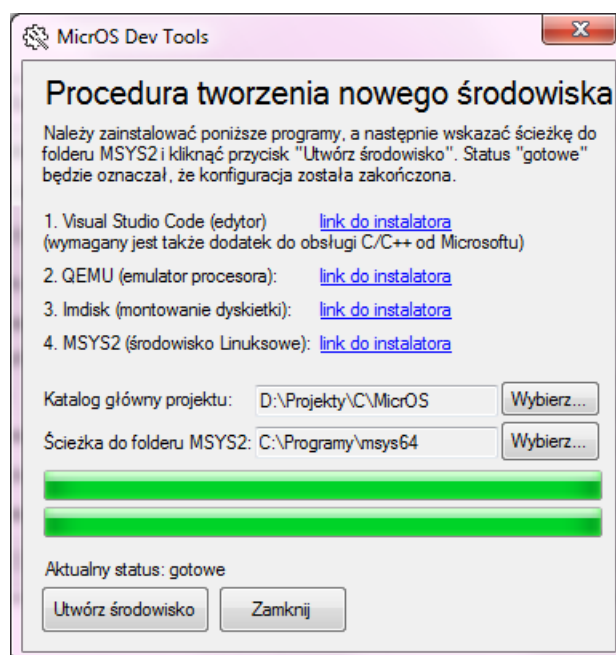 MicrOS Dev Tools
Procedura tworzenia nowego środowiska
Należy zainstalować poniższe programy, a następnie wskazać ścieżkę do
folderu MSYS2 i kliknąć przycisk "Utwórz środowisko". Status "gotowe"
będzie oznaczał, że konfiguracja została zakończona.
1. Visual Studio Code (edytor) link do instalatora
(wymagany jest także dodatek do obsługi C/C++ od Microsoftu)
2. QEMU (emulator procesora): link do instalatora
3. Imdisk (montowanie dyskietki): link do instalatora
4. MSYS2 (środowisko Linuksowe): link do instalatora
Katalog główny projektu: D:\Projekty\C\MicrOS Wybierz...
Ścieżka do folderu MSYS2: C:\Programy\msys64 Wybierz...
Aktualny status: gotowe
Utwórz środowisko Zamknij